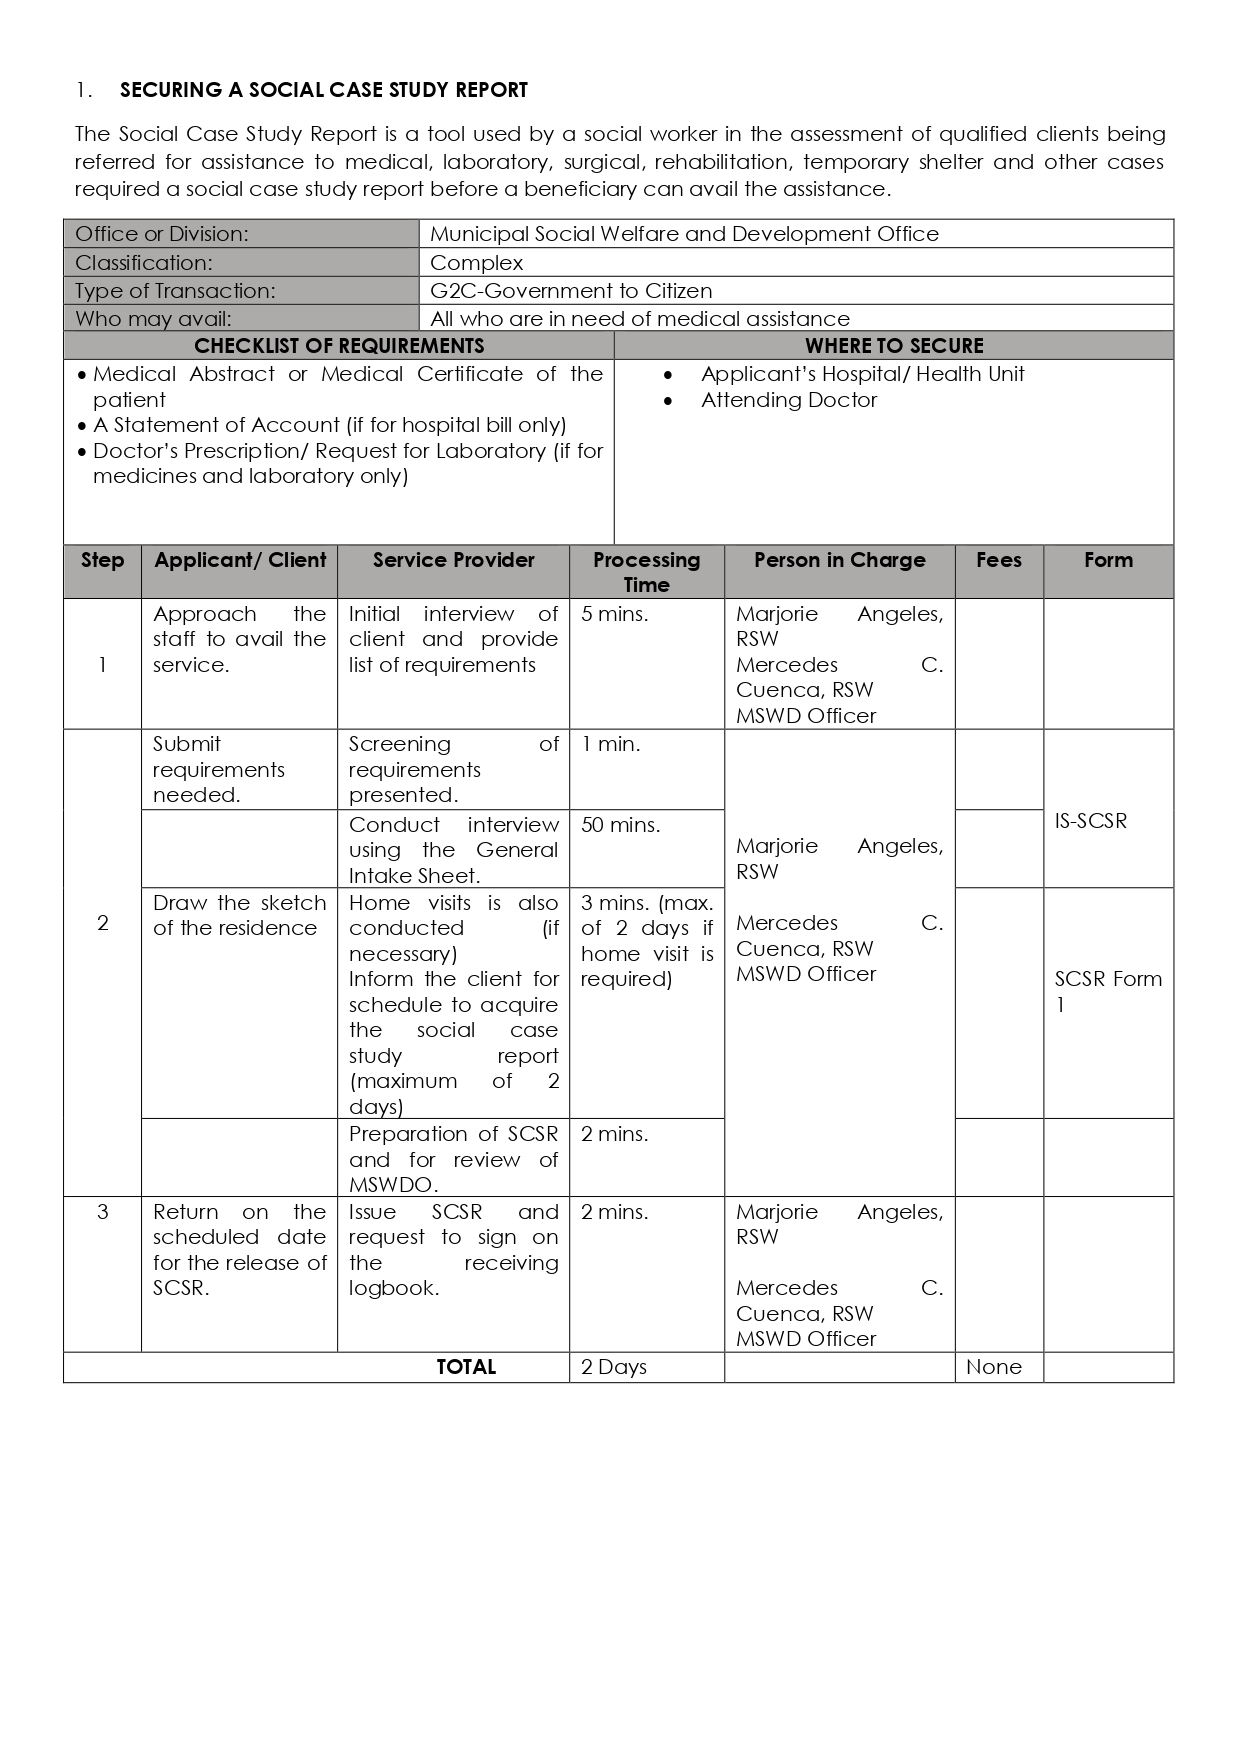 1. SECURING A SOCIAL CASE STUDY REPORT
The Social Case Study Report is a tool used by a social worker in the assessment of qualified clients being
referred for assistance to medical, laboratory, surgical, rehabilitation, temporary shelter and other cases
required a social case study report before a beneficiary can avail the assistance.
Office or Division: Municipal Social Welfare and Development Office
Classification: Complex
Type of Transaction: G2C-Government to Citizen
Who may avail: All who are in need of medical assistance
CHECKLIST OF REQUIREMENTS WHERE TO SECURE
• Medical Abstract or Medical Certificate of the
patient
• A Statement of Account (if for hospital bill only)
• Doctor’s Prescription/ Request for Laboratory (if for
medicines and laboratory only)
• Applicant’s Hospital/ Health Unit
• Attending Doctor
Step Applicant/ Client Service Provider Processing Person in Charge Fees Form
Time
1
Approach the
staff to avail the
service.
Initial interview of
client and provide
list of requirements
5 mins.
Marjorie Angeles,
RSW
Mercedes C.
Cuenca, RSW
MSWD Officer
2
Submit
requirements
needed.
Screening of
requirements
presented.
1 min.
Conduct interview
using the General
Intake Sheet.
50 mins.
Marjorie Angeles,
RSW
Mercedes C.
Cuenca, RSW
MSWD Officer
IS-SCSR
Draw the sketch
of the residence
Home visits is also
conducted (if
necessary)
Inform the client for
schedule to acquire
the social case
study report
(maximum of 2
days)
3 mins. (max.
of 2 days if
home visit is
required)
SCSR Form
1
Preparation of SCSR
and for review of
MSWDO.
2 mins.
3
Return on the
scheduled date
for the release of
SCSR.
Issue SCSR and
request to sign on
the receiving
logbook.
2 mins.
Marjorie Angeles,
RSW
Mercedes C.
Cuenca, RSW
MSWD Officer
TOTAL 2 Days None